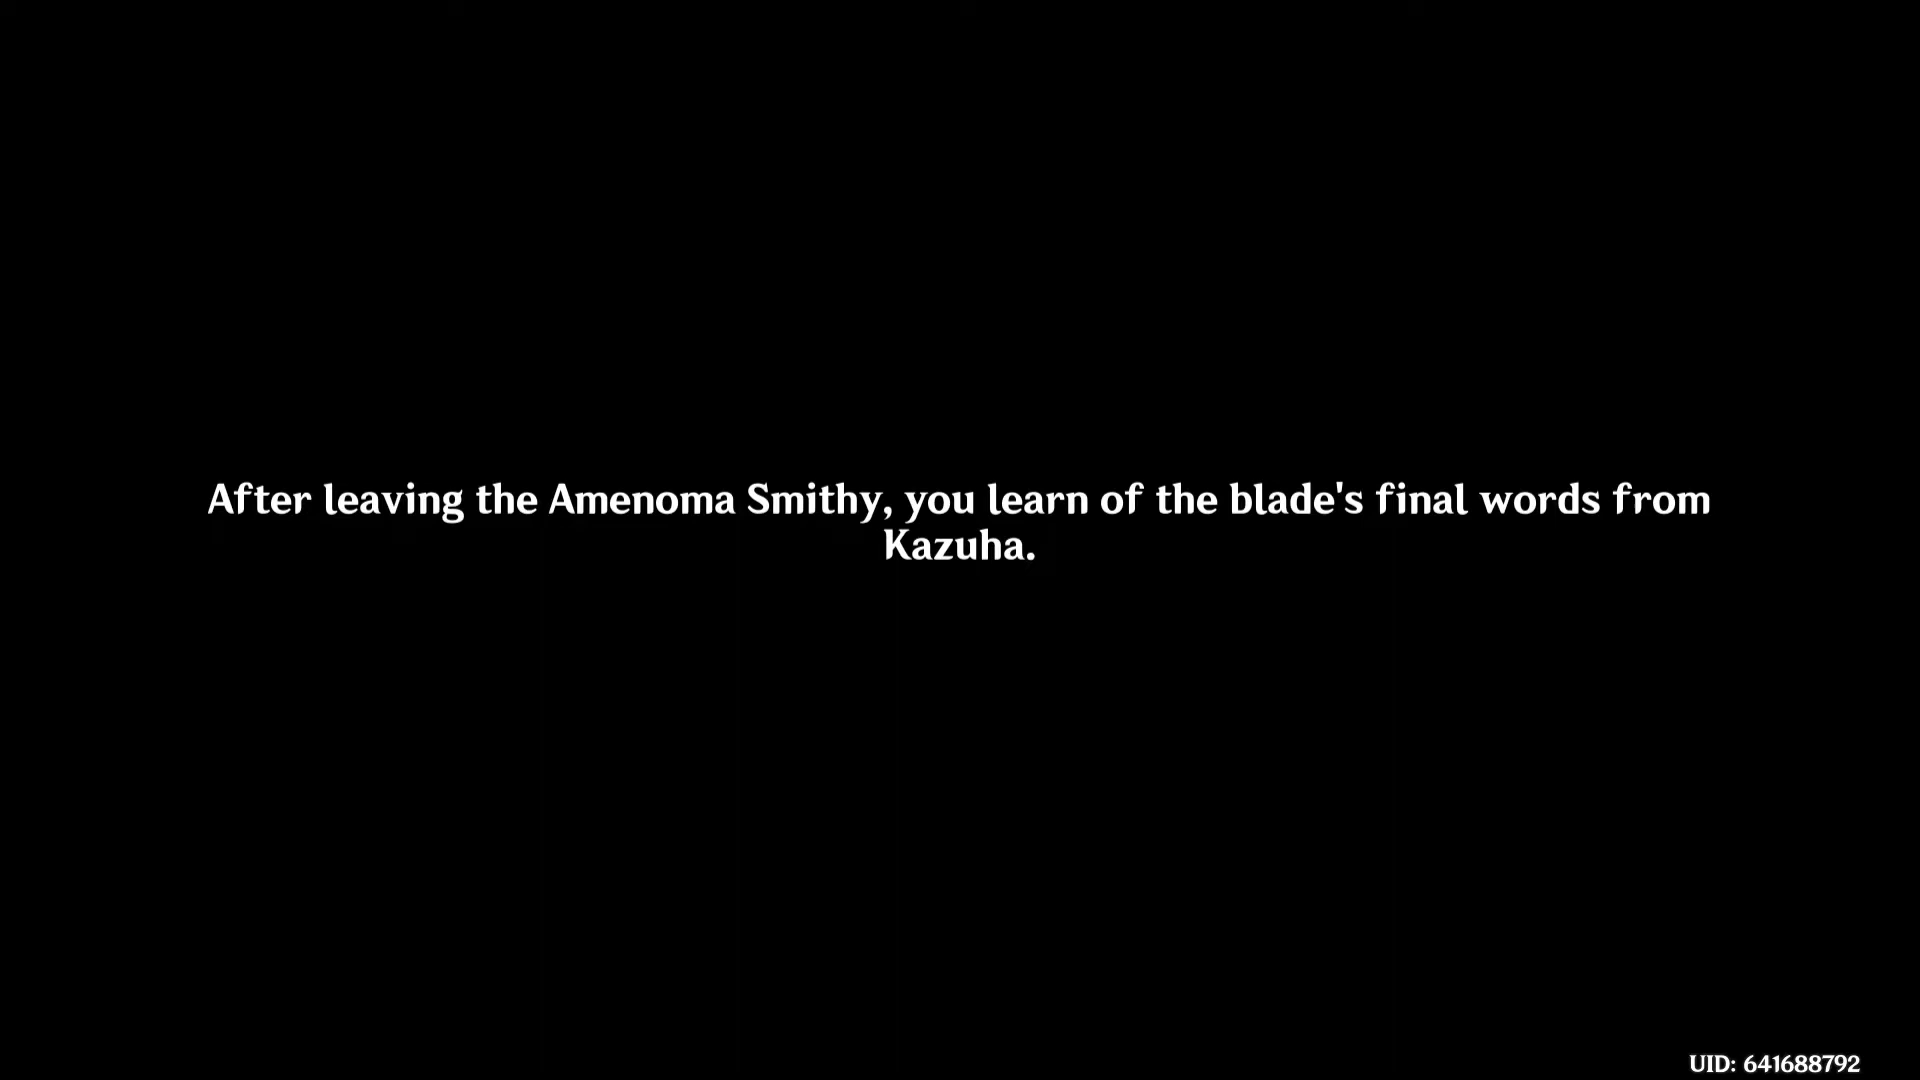 After leaving the Amenoma Smithy, you learn of the blade's final words from
Kazuha.
UID: 641688792